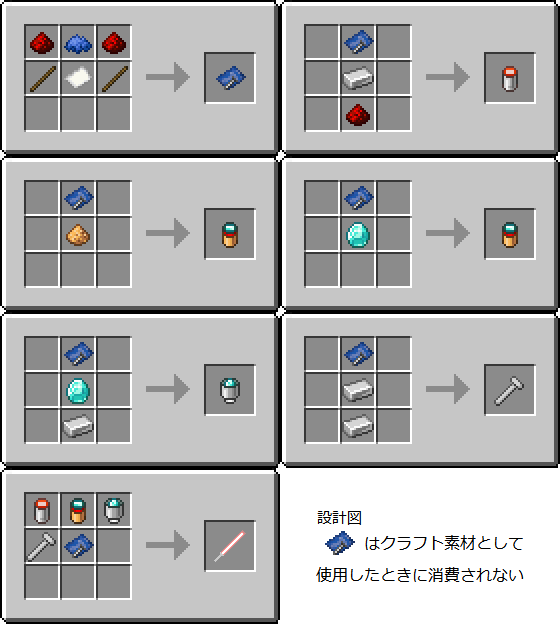 設計図
はクラフト素材として
使用したときに消費されない